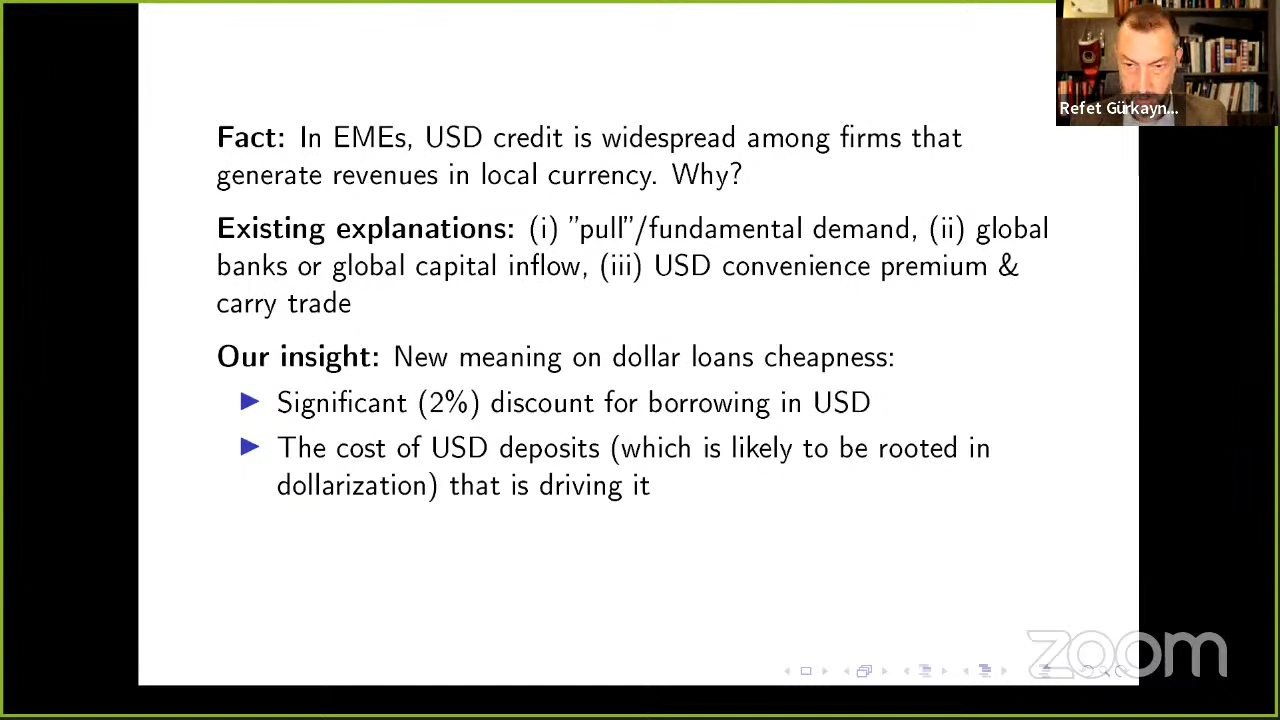 Refet Gürkayn...
Fact: In EMEs, USD credit is widespread among firms that
generate revenues in local currency. Why?
Existing explanations: (i) ”pull”/fundamental demand, (ii) global
banks or global capital inflow, (iii) USD convenience premium &
carry trade
Our insight: New meaning on dollar loans cheapness:
Significant (2%) discount for borrowing in USD
The cost of USD deposits (which is likely to be rooted in
dollarization) that is driving it
zoom